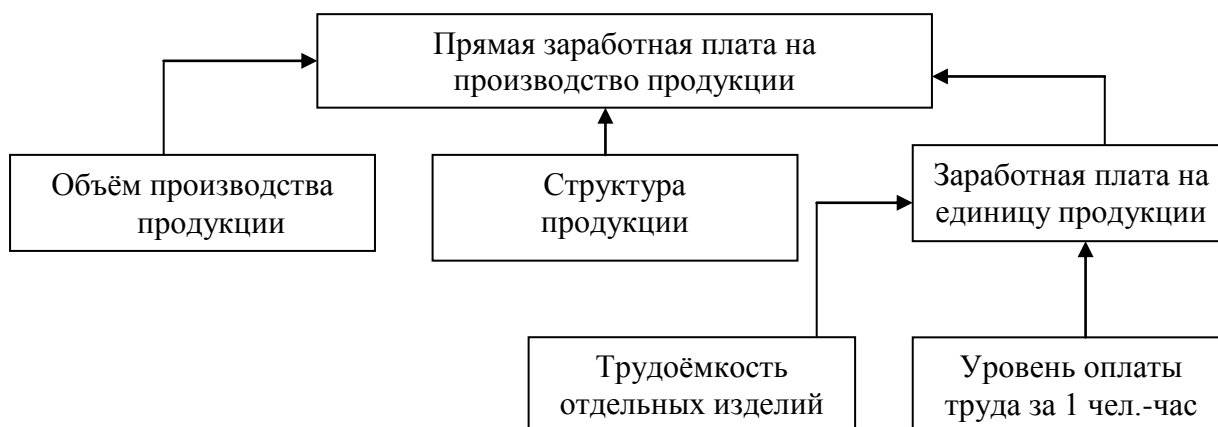 Прямая заработная плата на
производство продукции
Объём производства
продукции
Структура
продукции
Заработная плата на
единицу продукции
Трудоёмкость
отдельных изделий
Уровень оплаты
труда за 1 чел.-час